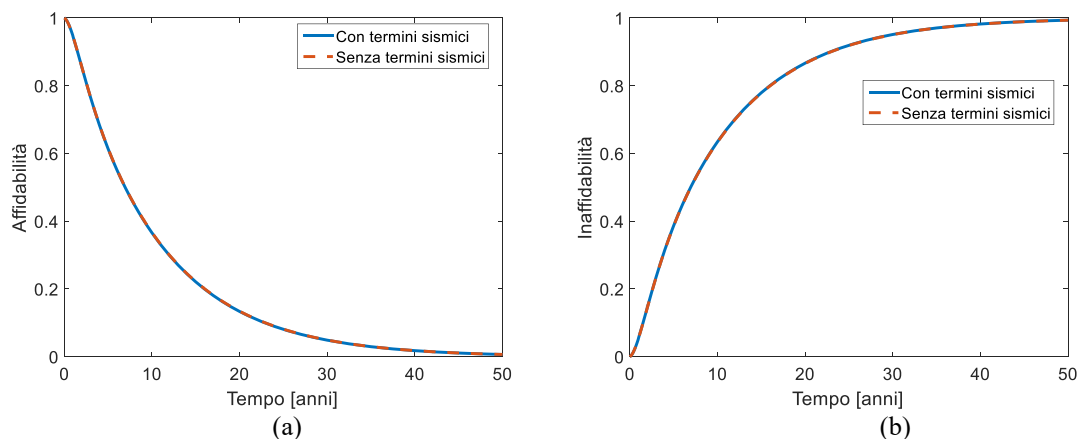 1
0.8
0.6
0.4
0.2
0
Affidabilità
Con termini sismici
Senza termini sismici
0 10 20 30 40 50
Tempo [anni]
(a)
1
0.8
0.6
0.4
0.2
0
Inaffidabilità
Con termini sismici
Senza termini sismici
0 10 20 30 40 50
Tempo [anni]
(b)